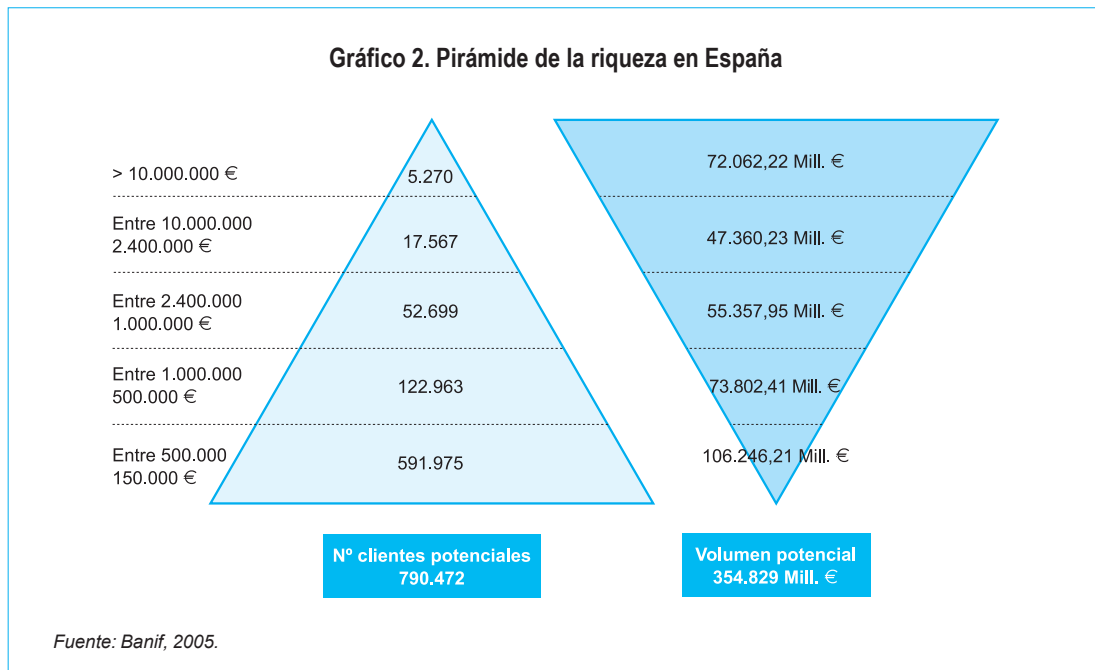 Gráfico 2. Pirámide de la riqueza en España
> 10.000.000 €
5.270
72.062,22 Mill. €
Entre 10.000.000
2.400.000 €
17.567
47.360,23 Mill. €
Entre 2.400.000
1.000.000 €
52.699
55.357,95 Mill. €
Entre 1.000.000
500.000 €
122.963
73.802,41 Mill. €
Entre 500.000
150.000 €
591.975
106.246,21 Mill. €
Nº clientes potenciales
790.472
Volumen potencial
354.829 Mill. €
Fuente: Banif, 2005.